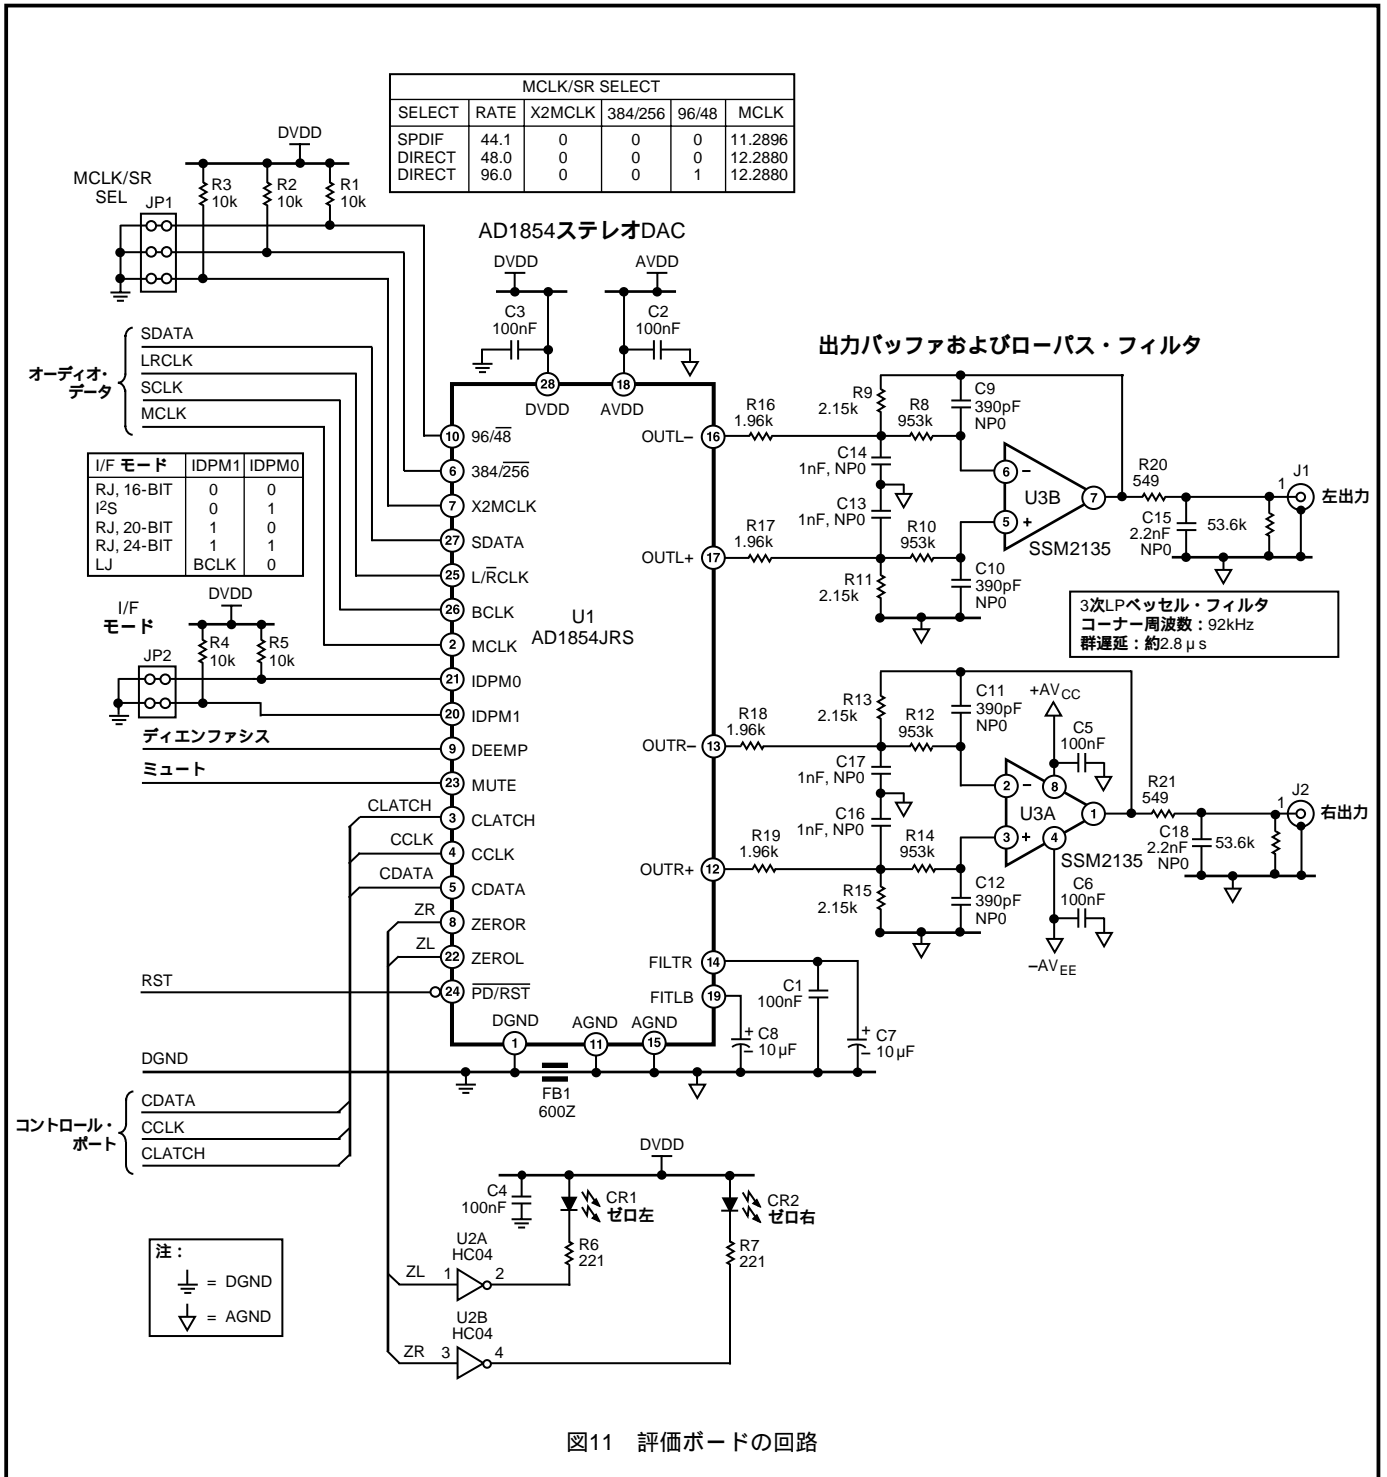 MCLK/SR SELECT
SELECT RATE X2MCLK 384/256 96/48 MCLK
SPDIF 44.1 0 0 0 11.2896
DIRECT 48.0 0 0 0 12.2880
DIRECT 96.0 0 0 1 12.2880
DVDD
MCLK/SR
SEL
JP1
R3
10k
R2
10k
R1
10k
AD1854ステレオDAC
DVDD
AVDD
C3
100nF
C2
100nF
オーディオ・
データ
SDATA
LRCLK
SCLK
MCLK
I/F モード IDPM1 IDPM0
RJ, 16-BIT 0 0
I2S 0 1
RJ, 20-BIT 1 0
RJ, 24-BIT 1 1
LJ BCLK 0
I/F
モード
DVDD
JP2
R4
10k
R5
10k
ディエンファシス
ミュート
CLATCH
CCLK
CDATA
ZR
ZL
RST
DGND
コントロール・
ポート
CDATA
CCLK
CLATCH
28
DVDD
18
AVDD
10 96/48
6 384/256
7 X2MCLK
27 SDATA
25 L/RCLK
26 BCLK
2 MCLK
21 IDPM0
20 IDPM1
9 DEEMP
23 MUTE
3 CLATCH
4 CCLK
5 CDATA
8 ZEROR
22 ZEROL
24 PD/RST
U1
AD1854JRS
OUTL– 16
OUTL+ 17
OUTR– 13
OUTR+ 12
FILTR 14
FITLB 19
DGND
1
AGND
11
AGND
15
FB1
600Z
C8
+
–
10µF
C1
100nF
C7
+
–
10µF
出力バッファおよびローパス・フィルタ
R16
1.96k
R9
2.15k
R8
953k
C9
390pF
NP0
C14
1nF, NP0
C13
1nF, NP0
R17
1.96k
R10
953k
R11
2.15k
C10
390pF
NP0
6 –
5 +
U3B
7
SSM2135
R20
549
C15
2.2nF
NP0
53.6k
1
J1
左出力
3次LPベッセル・フィルタ
コーナー周波数：92kHz
群遅延：約2.8µs
R18
1.96k
R13
2.15k
R12
953k
C11
390pF
NP0
C17
1nF, NP0
C16
1nF, NP0
R19
1.96k
R14
953k
R15
2.15k
C12
390pF
NP0
+AVCC
C5
100nF
2 –
3 +
8
4
U3A
1
SSM2135
C6
100nF
–AVEE
R21
549
C18
2.2nF
NP0
53.6k
1
J2
右出力
DVDD
C4
100nF
CR1
ゼロ左
CR2
ゼロ右
R6
221
R7
221
U2A
HC04
ZL 1 2
U2B
HC04
ZR 3 4
注：
= DGND
= AGND
図11 評価ボードの回路